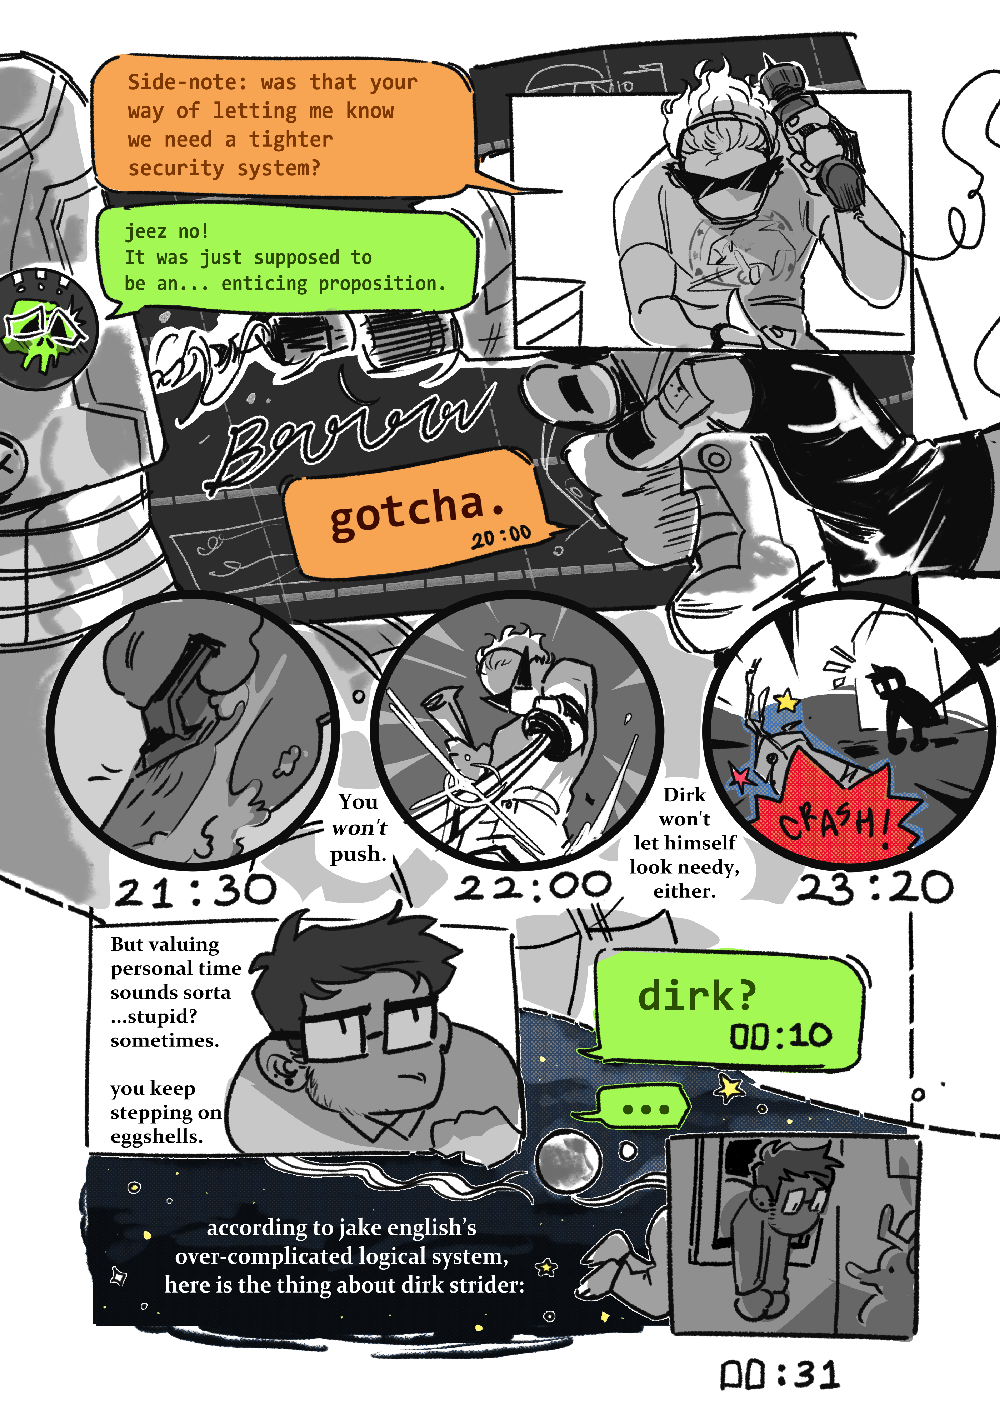 Side-note: was that your
way of letting me know
we need a tighter
security system?
jeez no!
It was just supposed to
be an... enticing proposition.
Brrrrr
gotcha.
20:00
You
won't
push.
Dirk
won't
let himself
look needy,
either.
CRASH!
21:30
22:00
23:20
But valuing
personal time
sounds sorta
...stupid?
sometimes.
you keep
stepping on
eggshells.
dirk?
00:10
...
according to jake english's
over-complicated logical system,
here is the thing about dirk strider:
00:31